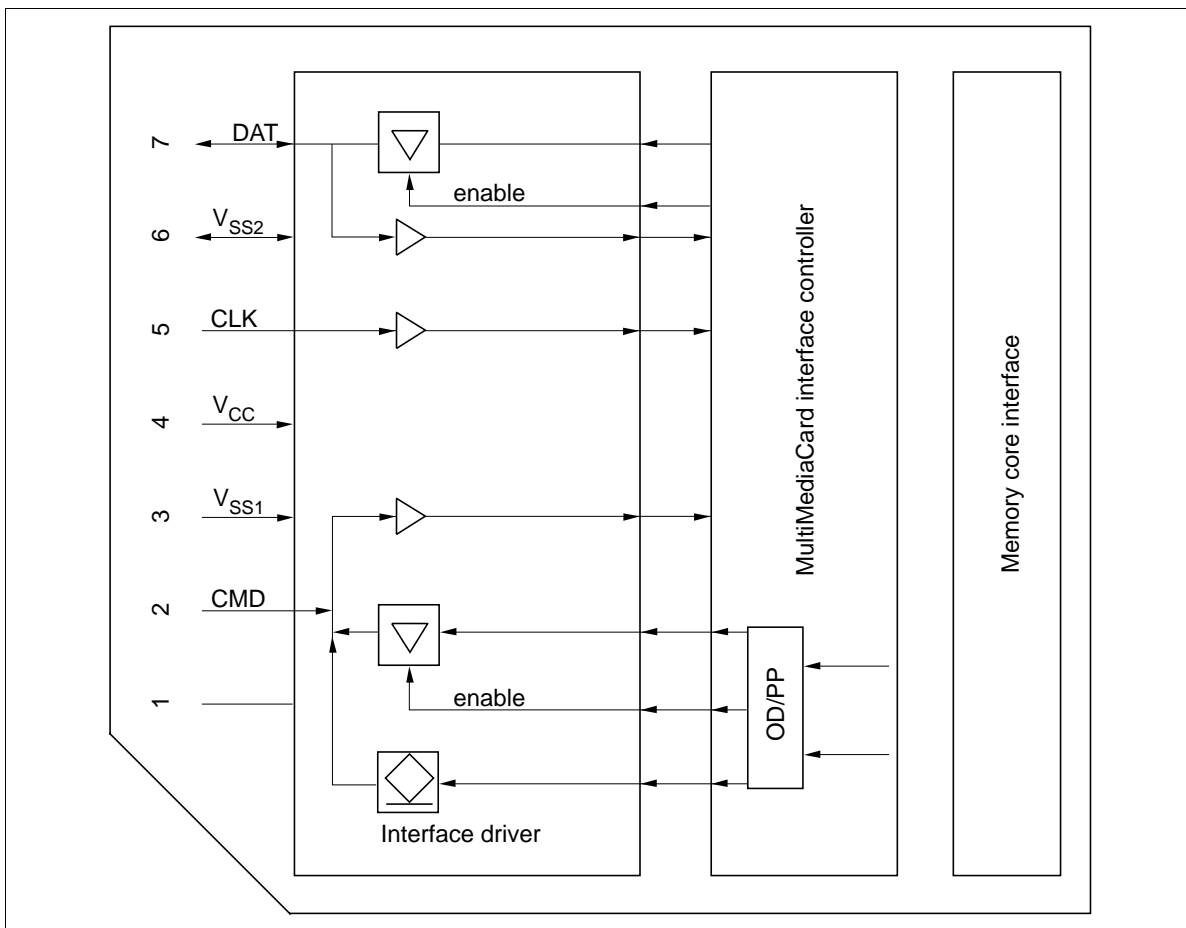 7 DAT
enable
6 VSS2
5 CLK
4 VCC
3 VSS1
2 CMD
1
enable
Interface driver
OD/PP
MultiMediaCard interface controller
Memory core interface